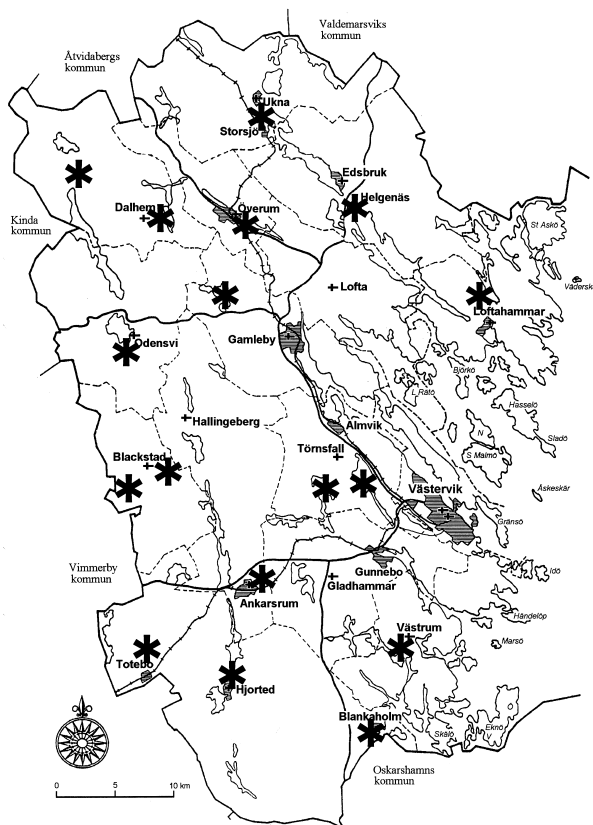 Valdemarsviks
kommun
Åtvidabergs
kommun
Ukna
Storsjö
Edsbruk
Helgenäs
Dalhem
Överum
Kinda
kommun
St Askö
Vädersk
Lofta
Loftahammar
Odensvi
Gamleby
Björkö
L Rätö
Hasselö
Hallingeberg
Almvik
Sladö
N
Törnsfall
S Malmö
Blackstad
Västervik
Åskeskär
Gränsö
Vimmerby
kommun
Gunnebo
Idö
Gladhammar
Ankarsrum
Händelöp
Västrum
Marsö
Totebo
Hjorted
Blankaholm
Eknö
V
Skälö
0 5 10 km
Oskarshamns
kommun